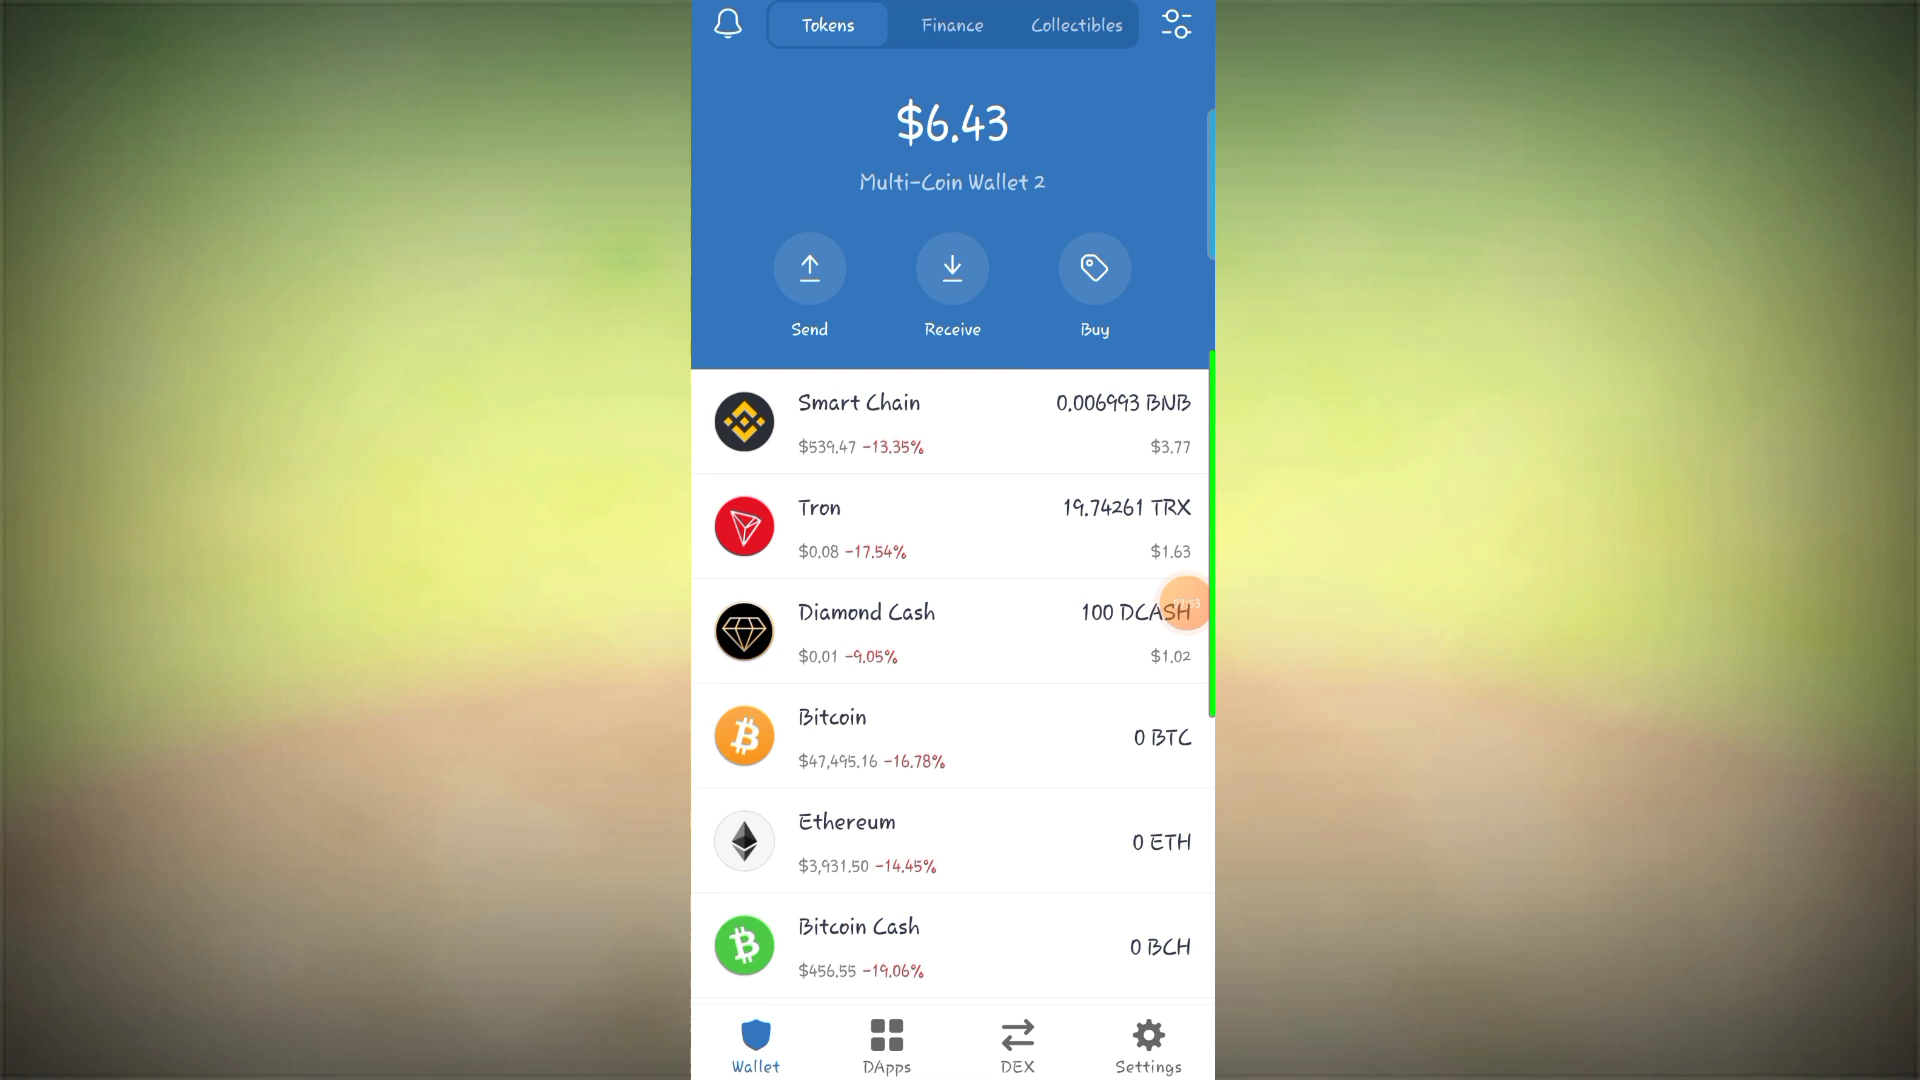 Tokens Finance Collectibles
$6.43
Multi-Coin Wallet 2
Send Receive Buy
Smart Chain 0.006993 BNB
$539.47 -13.35% $3.77
Tron 19.74261 TRX
$0.08 -17.54% $1.63
Diamond Cash 100 DCASH
$0.01 -9.05% $1.02
Bitcoin 0 BTC
$47,495.16 -16.78%
Ethereum 0 ETH
$3,931.50 -14.45%
Bitcoin Cash 0 BCH
$456.55 -19.06%
Wallet DApps DEX Settings